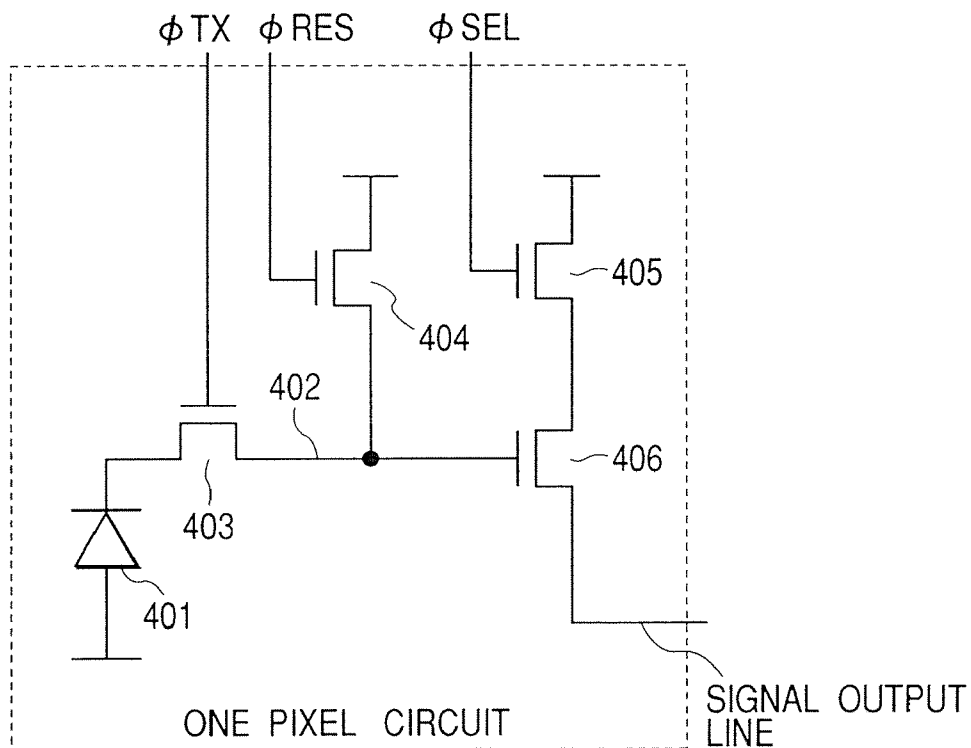 ϕTX ϕRES ϕSEL
405
404
402
406
403
401
SIGNAL OUTPUT
LINE
ONE PIXEL CIRCUIT